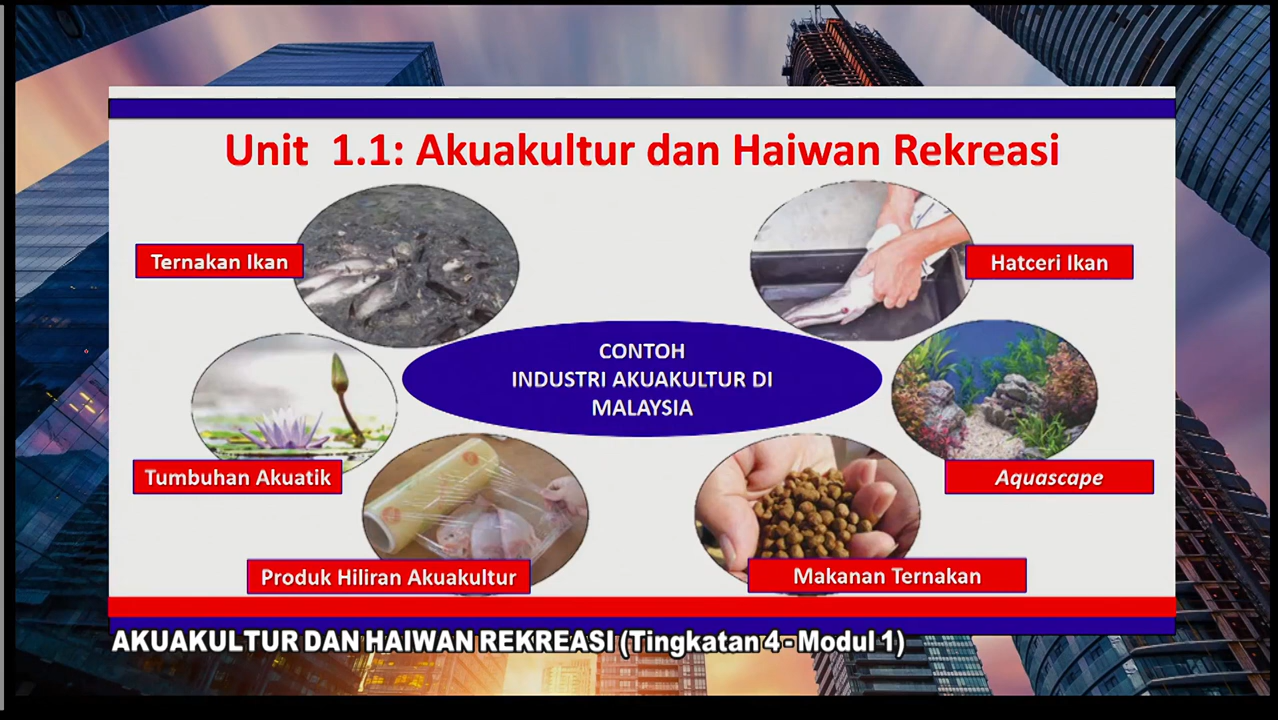 Unit 1.1: Akuakultur dan Haiwan Rekreasi
Ternakan Ikan
Hatceri Ikan
CONTOH
INDUSTRI AKUAKULTUR DI
MALAYSIA
Tumbuhan Akuatik
Aquascape
Produk Hiliran Akuakultur
Makanan Ternakan
AKUAKULTUR DAN HAIWAN REKREASI (Tingkatan 4 - Modul 1)